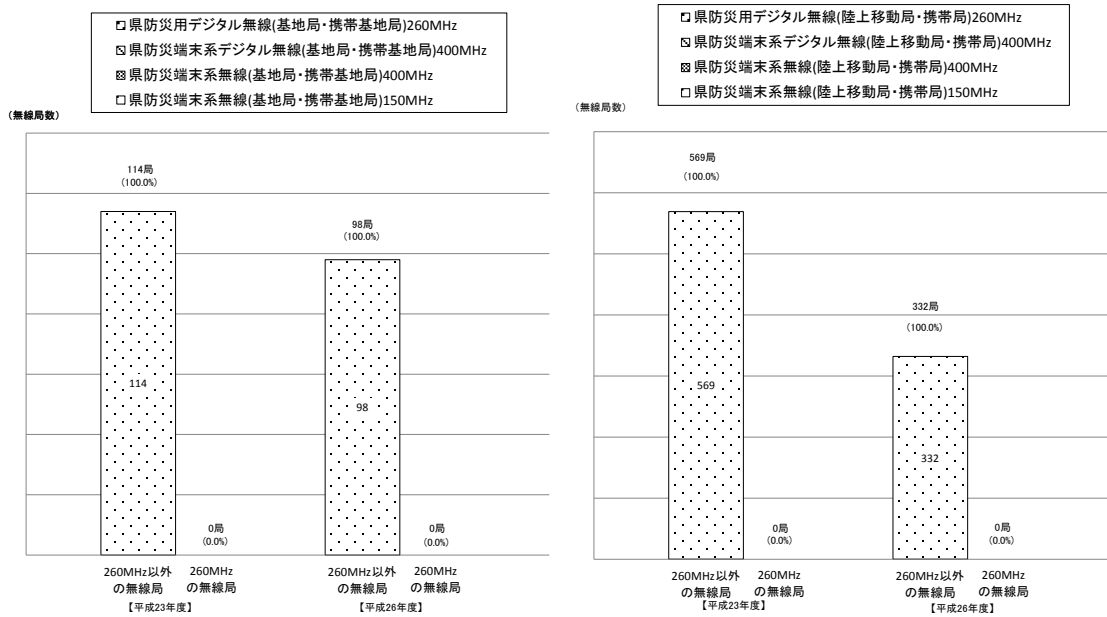 県防災用デジタル無線(基地局・携帯基地局)260MHz
県防災端末系デジタル無線(基地局・携帯基地局)400MHz
県防災端末系無線(基地局・携帯基地局)400MHz
県防災端末系無線(基地局・携帯基地局)150MHz
(無線局数)
114局
(100.0%)
98局
(100.0%)
114
98
0局
(0.0%)
0局
(0.0%)
260MHz以外
の無線局
260MHz
の無線局
260MHz以外
の無線局
260MHz
の無線局
【平成23年度】
【平成26年度】
県防災用デジタル無線(陸上移動局・携帯局)260MHz
県防災端末系デジタル無線(陸上移動局・携帯局)400MHz
県防災端末系無線(陸上移動局・携帯局)400MHz
県防災端末系無線(陸上移動局・携帯局)150MHz
(無線局数)
569局
(100.0%)
332局
(100.0%)
569
332
0局
(0.0%)
0局
(0.0%)
260MHz以外
の無線局
260MHz
の無線局
260MHz以外
の無線局
260MHz
の無線局
【平成23年度】
【平成26年度】